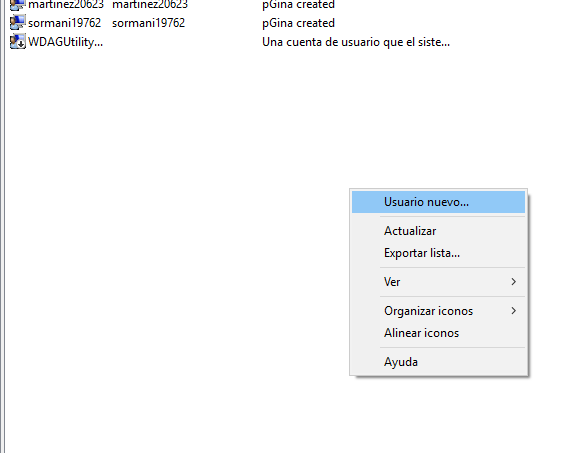 martinez20623 martinez20623 pGina created
sormani19762 sormani19762 pGina created
WDAGUtility... Una cuenta de usuario que el siste...
Usuario nuevo...
Actualizar
Exportar lista...
Ver
Organizar iconos
Alinear iconos
Ayuda